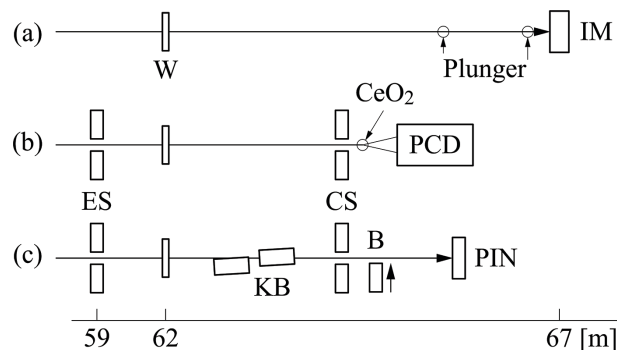 (a)
W
Plunger
IM
(b)
CeO₂
PCD
ES
CS
(c)
KB
B
PIN
59
62
67 [m]